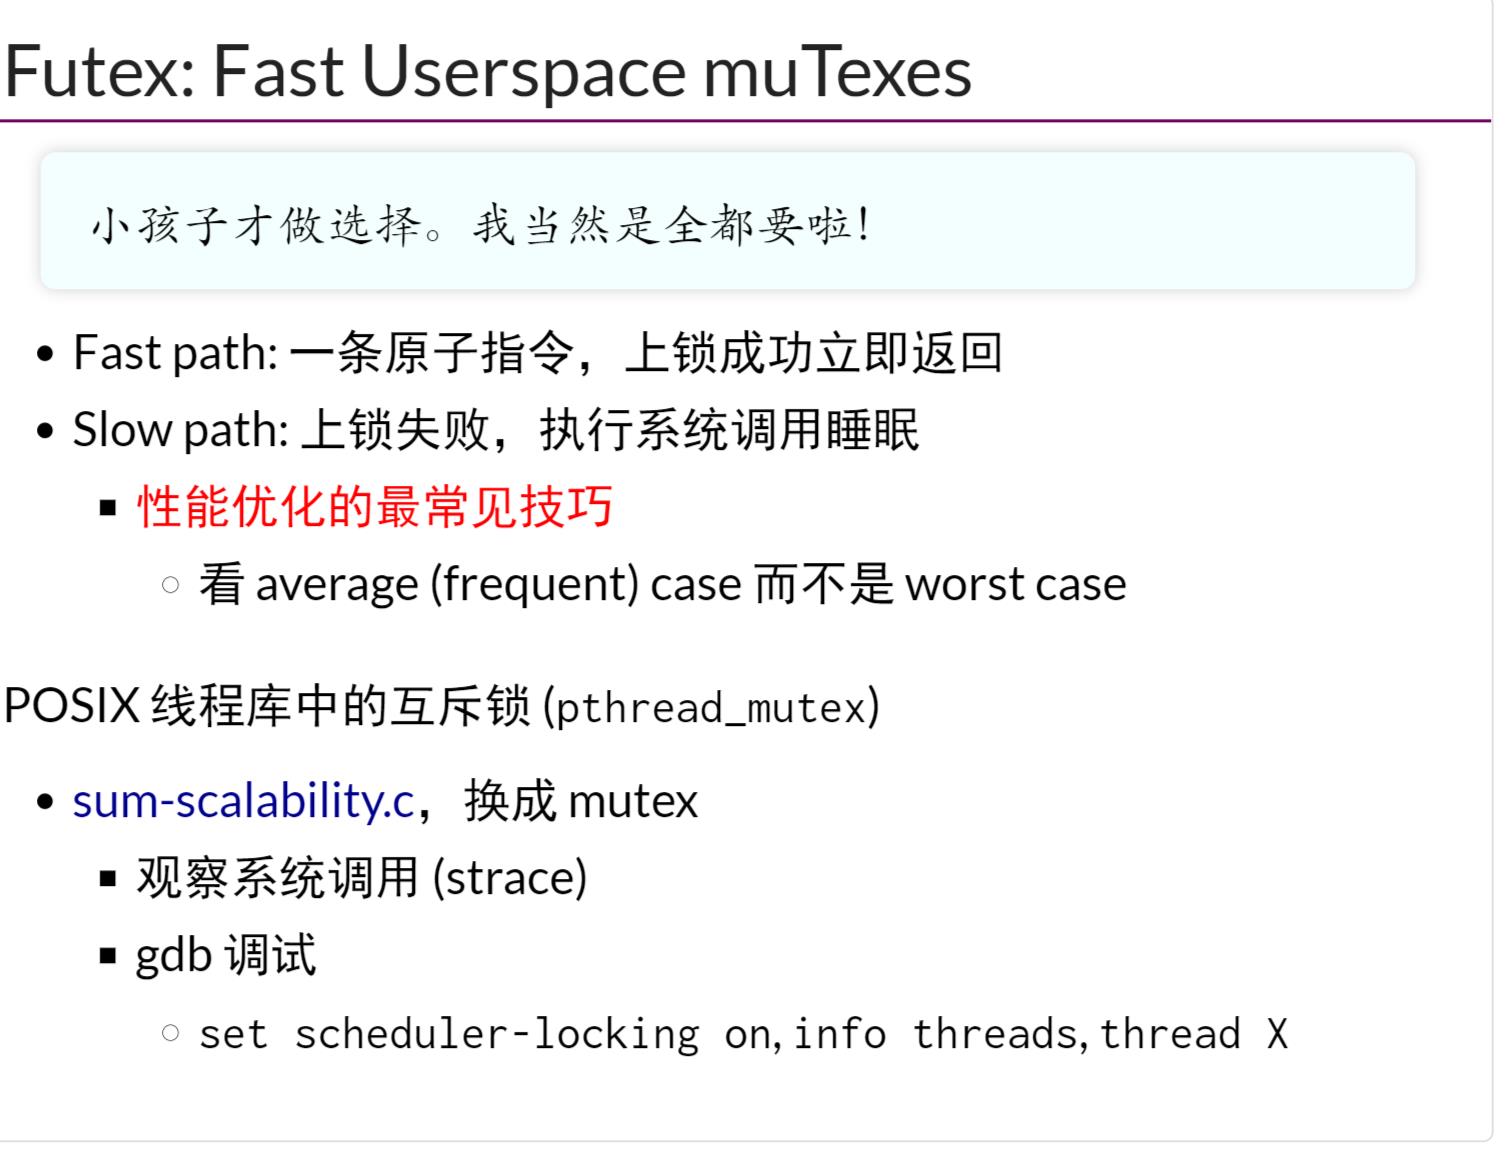 Futex: Fast Userspace muTexes
小孩子才做选择。我当然是全都要啦!
Fast path: 一条原子指令，上锁成功立即返回
Slow path: 上锁失败，执行系统调用睡眠
性能优化的最常见技巧
看 average (frequent) case 而不是 worst case
POSIX 线程库中的互斥锁 (pthread_mutex)
sum-scalability.c，换成 mutex
观察系统调用 (strace)
gdb 调试
set scheduler-locking on, info threads, thread X